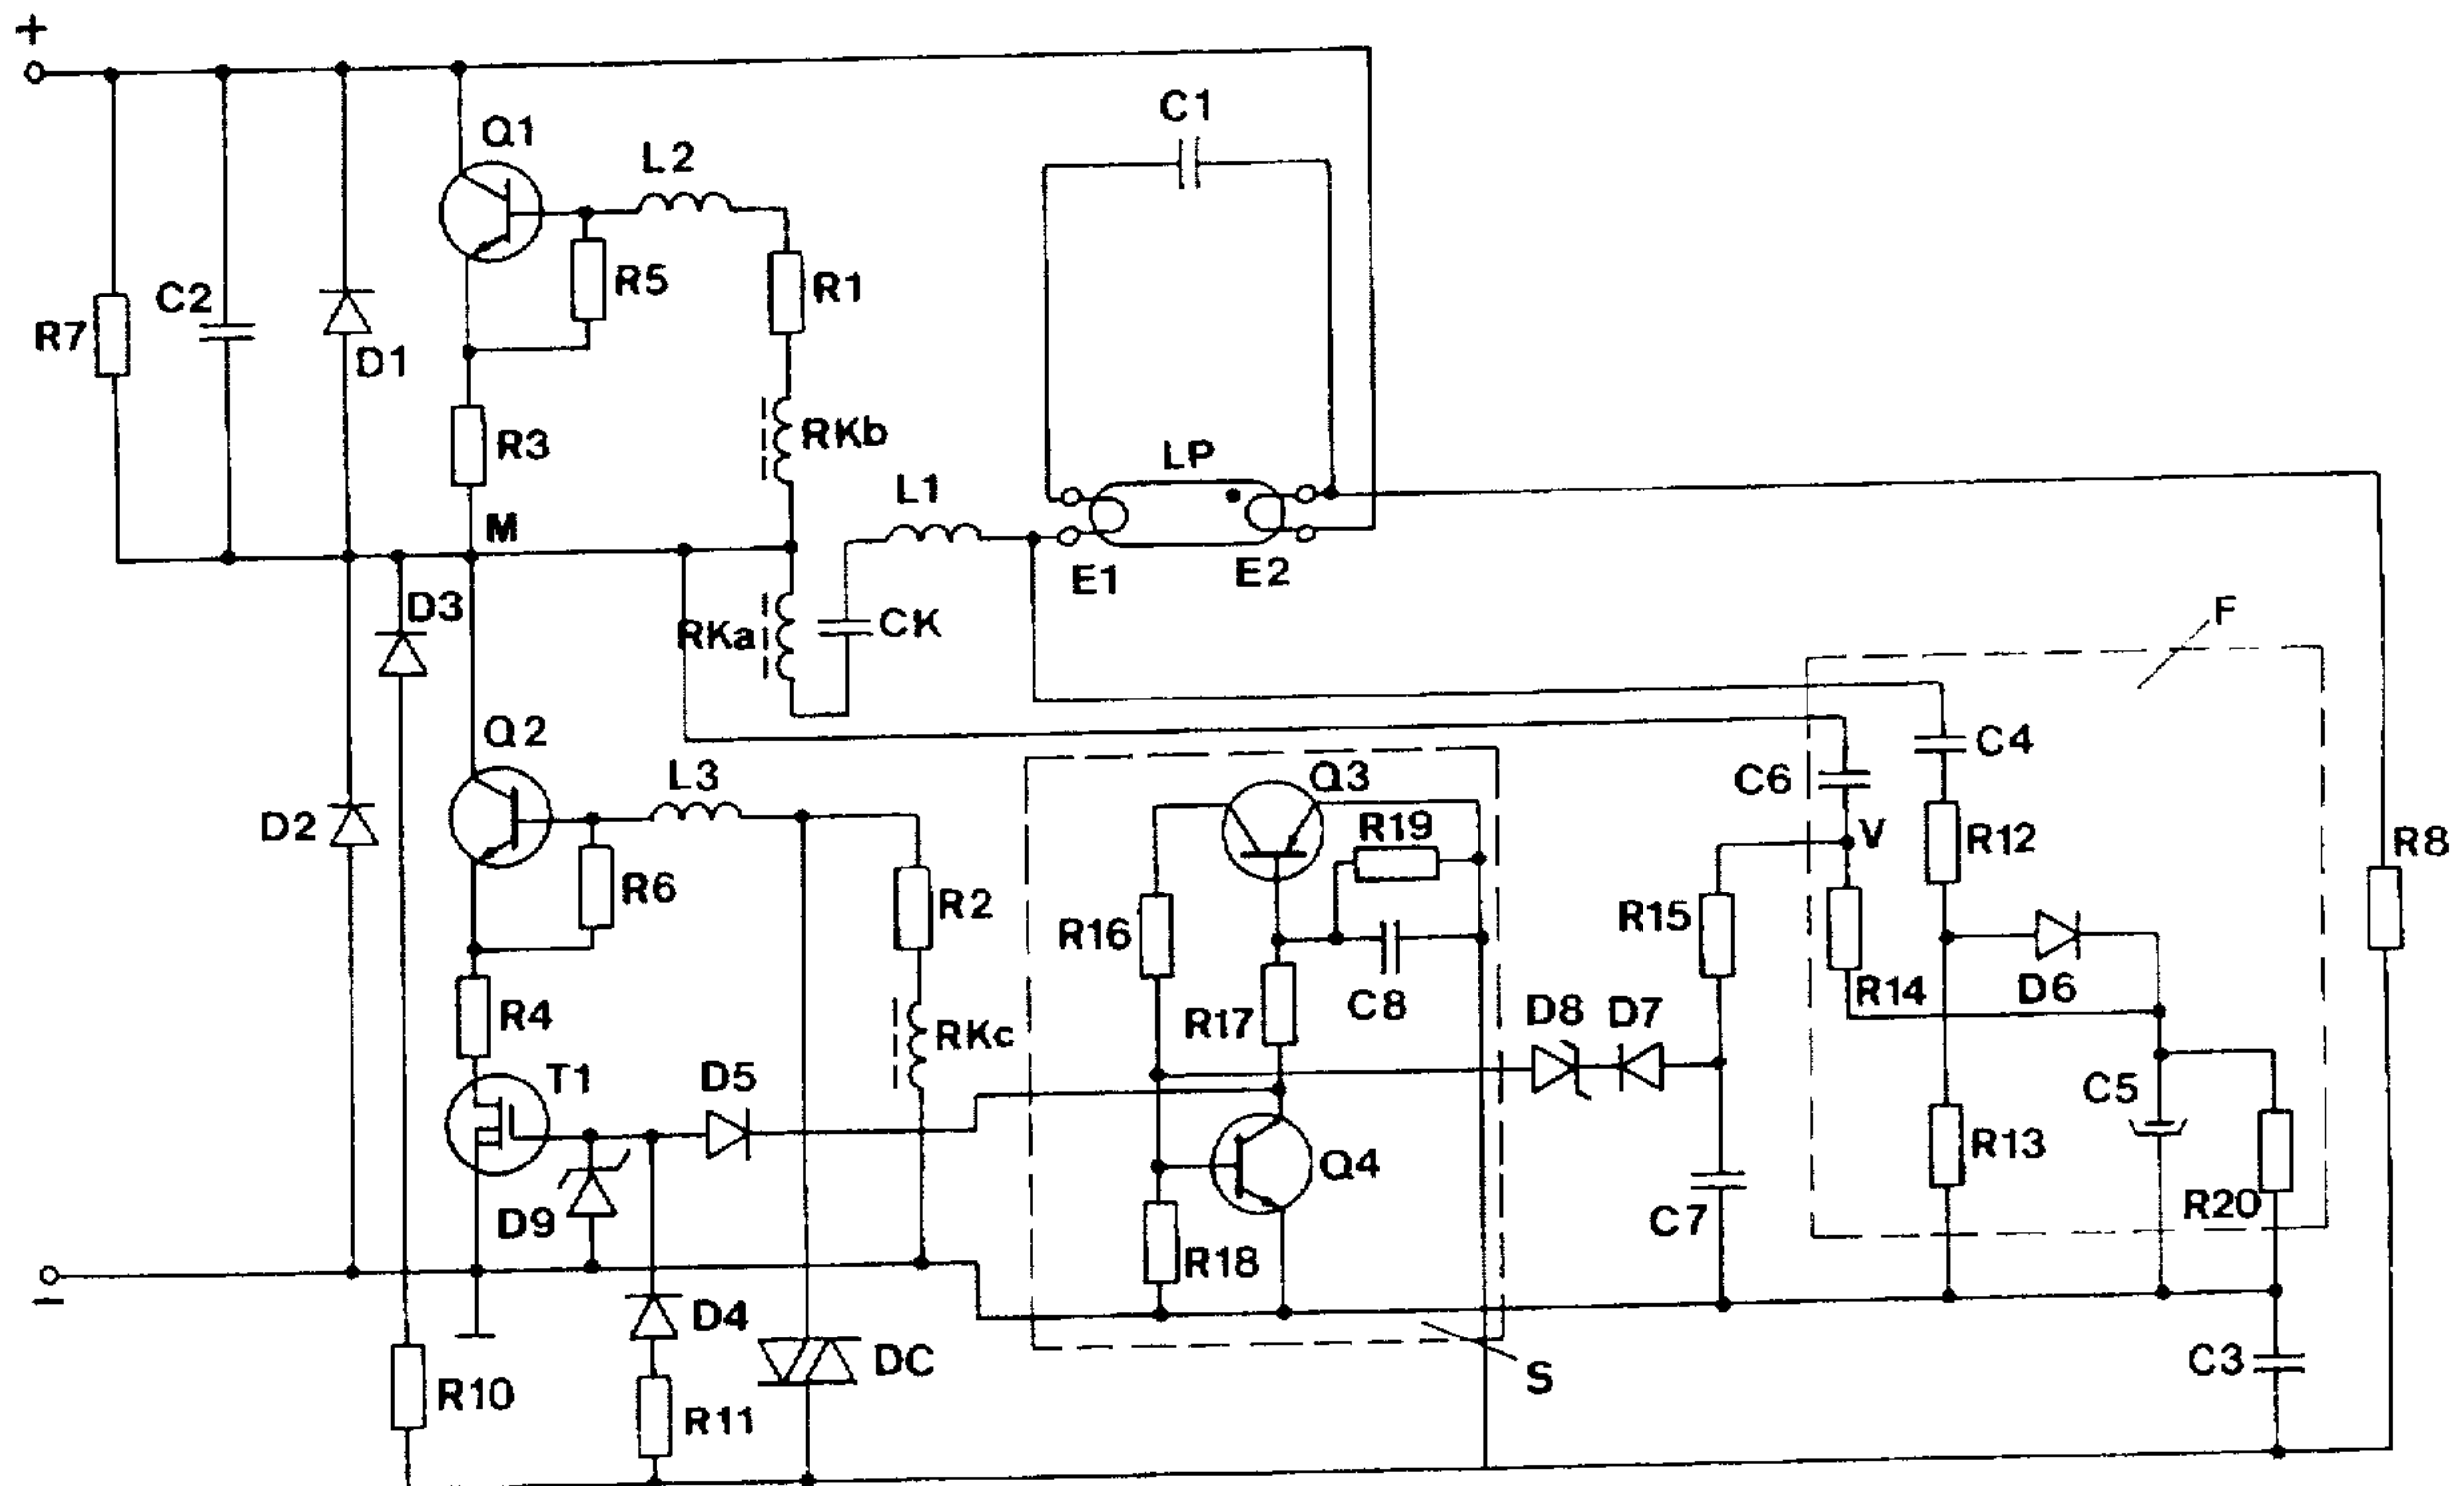 +
Q1
L2
C1
R5
R1
C2
R7
D1
RKb
R3
LP
L1
M
E1
E2
D3
F
RKa
CK
Q2
L3
Q3
C4
C6
D2
R19
V
R12
R8
R6
R2
R16
R15
R14
D6
C8
R4
R17
D8
D7
RKc
T1
D5
C5
R13
Q4
D9
C7
R20
R18
−
D4
DC
S
C3
R10
R11